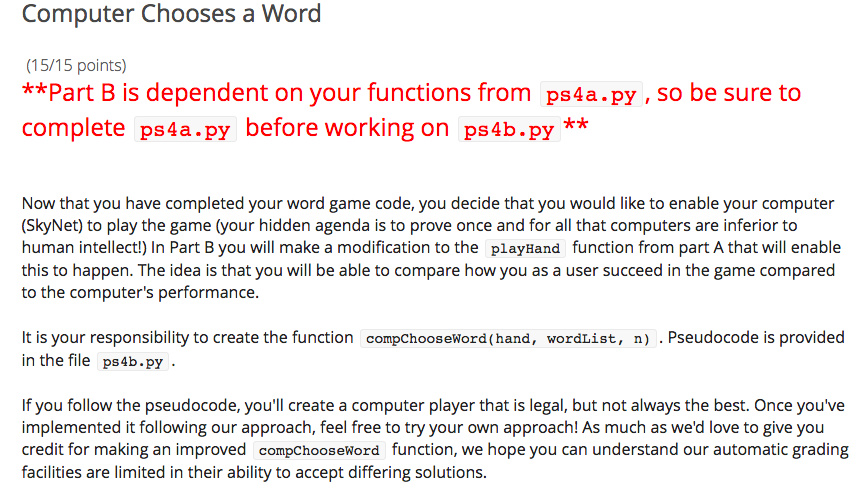 Computer Chooses a Word
(15/15 points)
**Part B is dependent on your functions from ps4a.py, so be sure to
complete ps4a.py before working on ps4b.py**
Now that you have completed your word game code, you decide that you would like to enable your computer
(SkyNet) to play the game (your hidden agenda is to prove once and for all that computers are inferior to
human intellect!) In Part B you will make a modification to the playHand function from part A that will enable
this to happen. The idea is that you will be able to compare how you as a user succeed in the game compared
to the computer's performance.
It is your responsibility to create the function compChooseWord(hand, wordList, n). Pseudocode is provided
in the file ps4b.py.
If you follow the pseudocode, you'll create a computer player that is legal, but not always the best. Once you've
implemented it following our approach, feel free to try your own approach! As much as we'd love to give you
credit for making an improved compChooseWord function, we hope you can understand our automatic grading
facilities are limited in their ability to accept differing solutions.